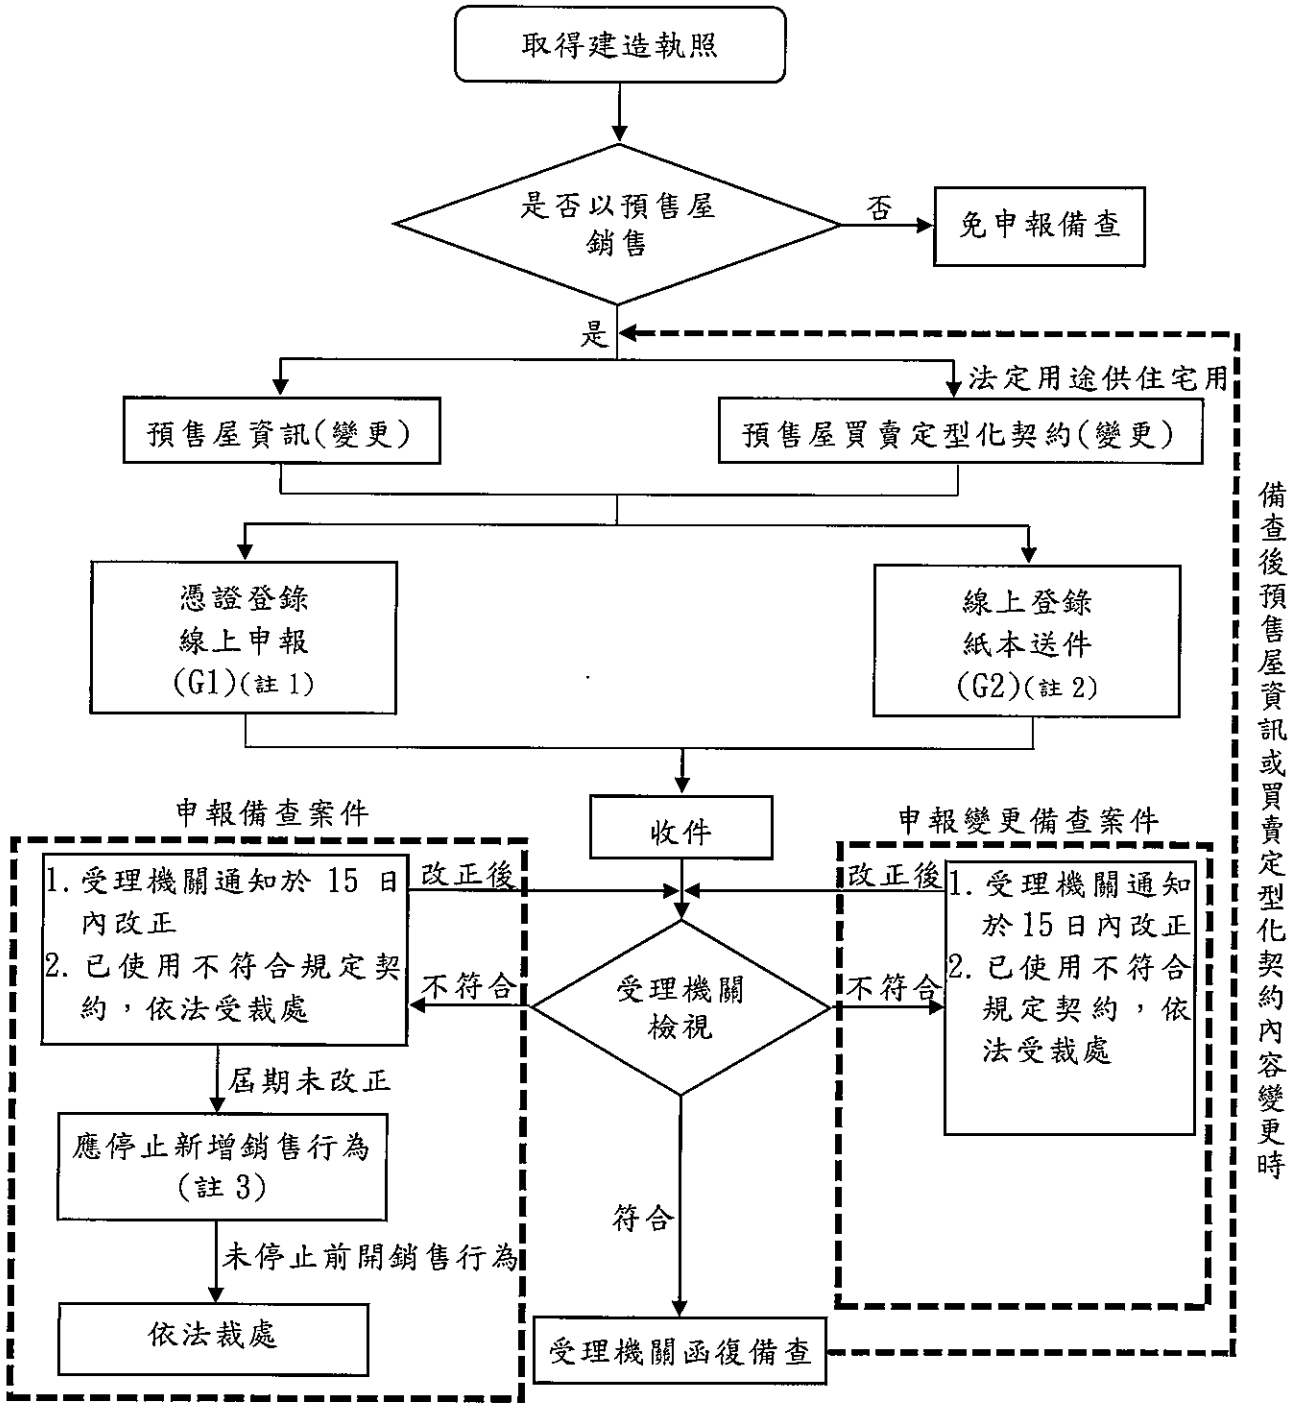 取得建造執照
是否以預售屋
銷售
否
免申報備查
是
法定用途供住宅用
預售屋資訊(變更)
預售屋買賣定型化契約(變更)
憑證登錄
線上申報
(G1)(註 1)
線上登錄
紙本送件
(G2)(註 2)
備查後預售屋資訊或買賣定型化契約內容變更時
收件
申報備查案件
1. 受理機關通知於 15 日
內改正
2. 已使用不符合規定契
約，依法受裁處
改正後
不符合
屆期未改正
應停止新增銷售行為
(註 3)
未停止前開銷售行為
依法裁處
受理機關
檢視
符合
受理機關函復備查
申報變更備查案件
改正後
不符合
1. 受理機關通知
於 15 日內改正
2. 已使用不符合
規定契約，依
法受裁處